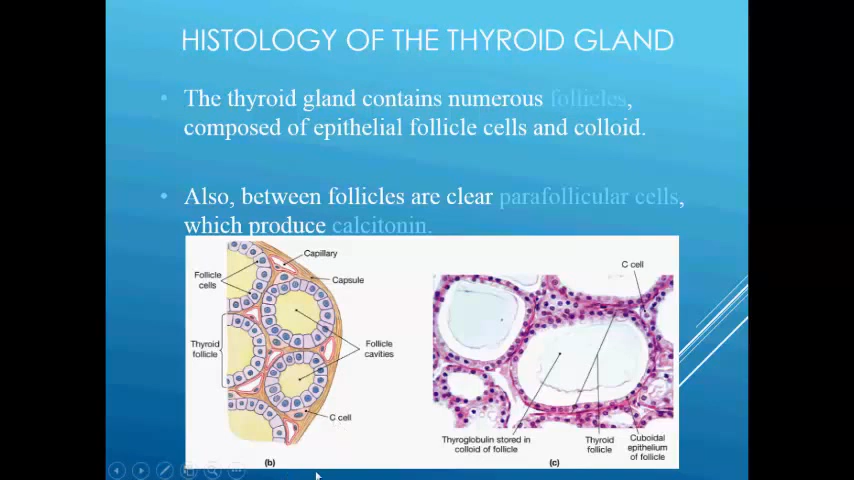 HISTOLOGY OF THE THYROID GLAND
• The thyroid gland contains numerous follicles,
composed of epithelial follicle cells and colloid.
• Also, between follicles are clear parafollicular cells,
which produce calcitonin.
Capillary
Follicle
cells
Capsule
Thyroid
follicle
Follicle
cavities
C cell
(b)
C cell
Thyroglobulin stored in
colloid of follicle
Thyroid
follicle
Cuboidal
epithelium
of follicle
(c)